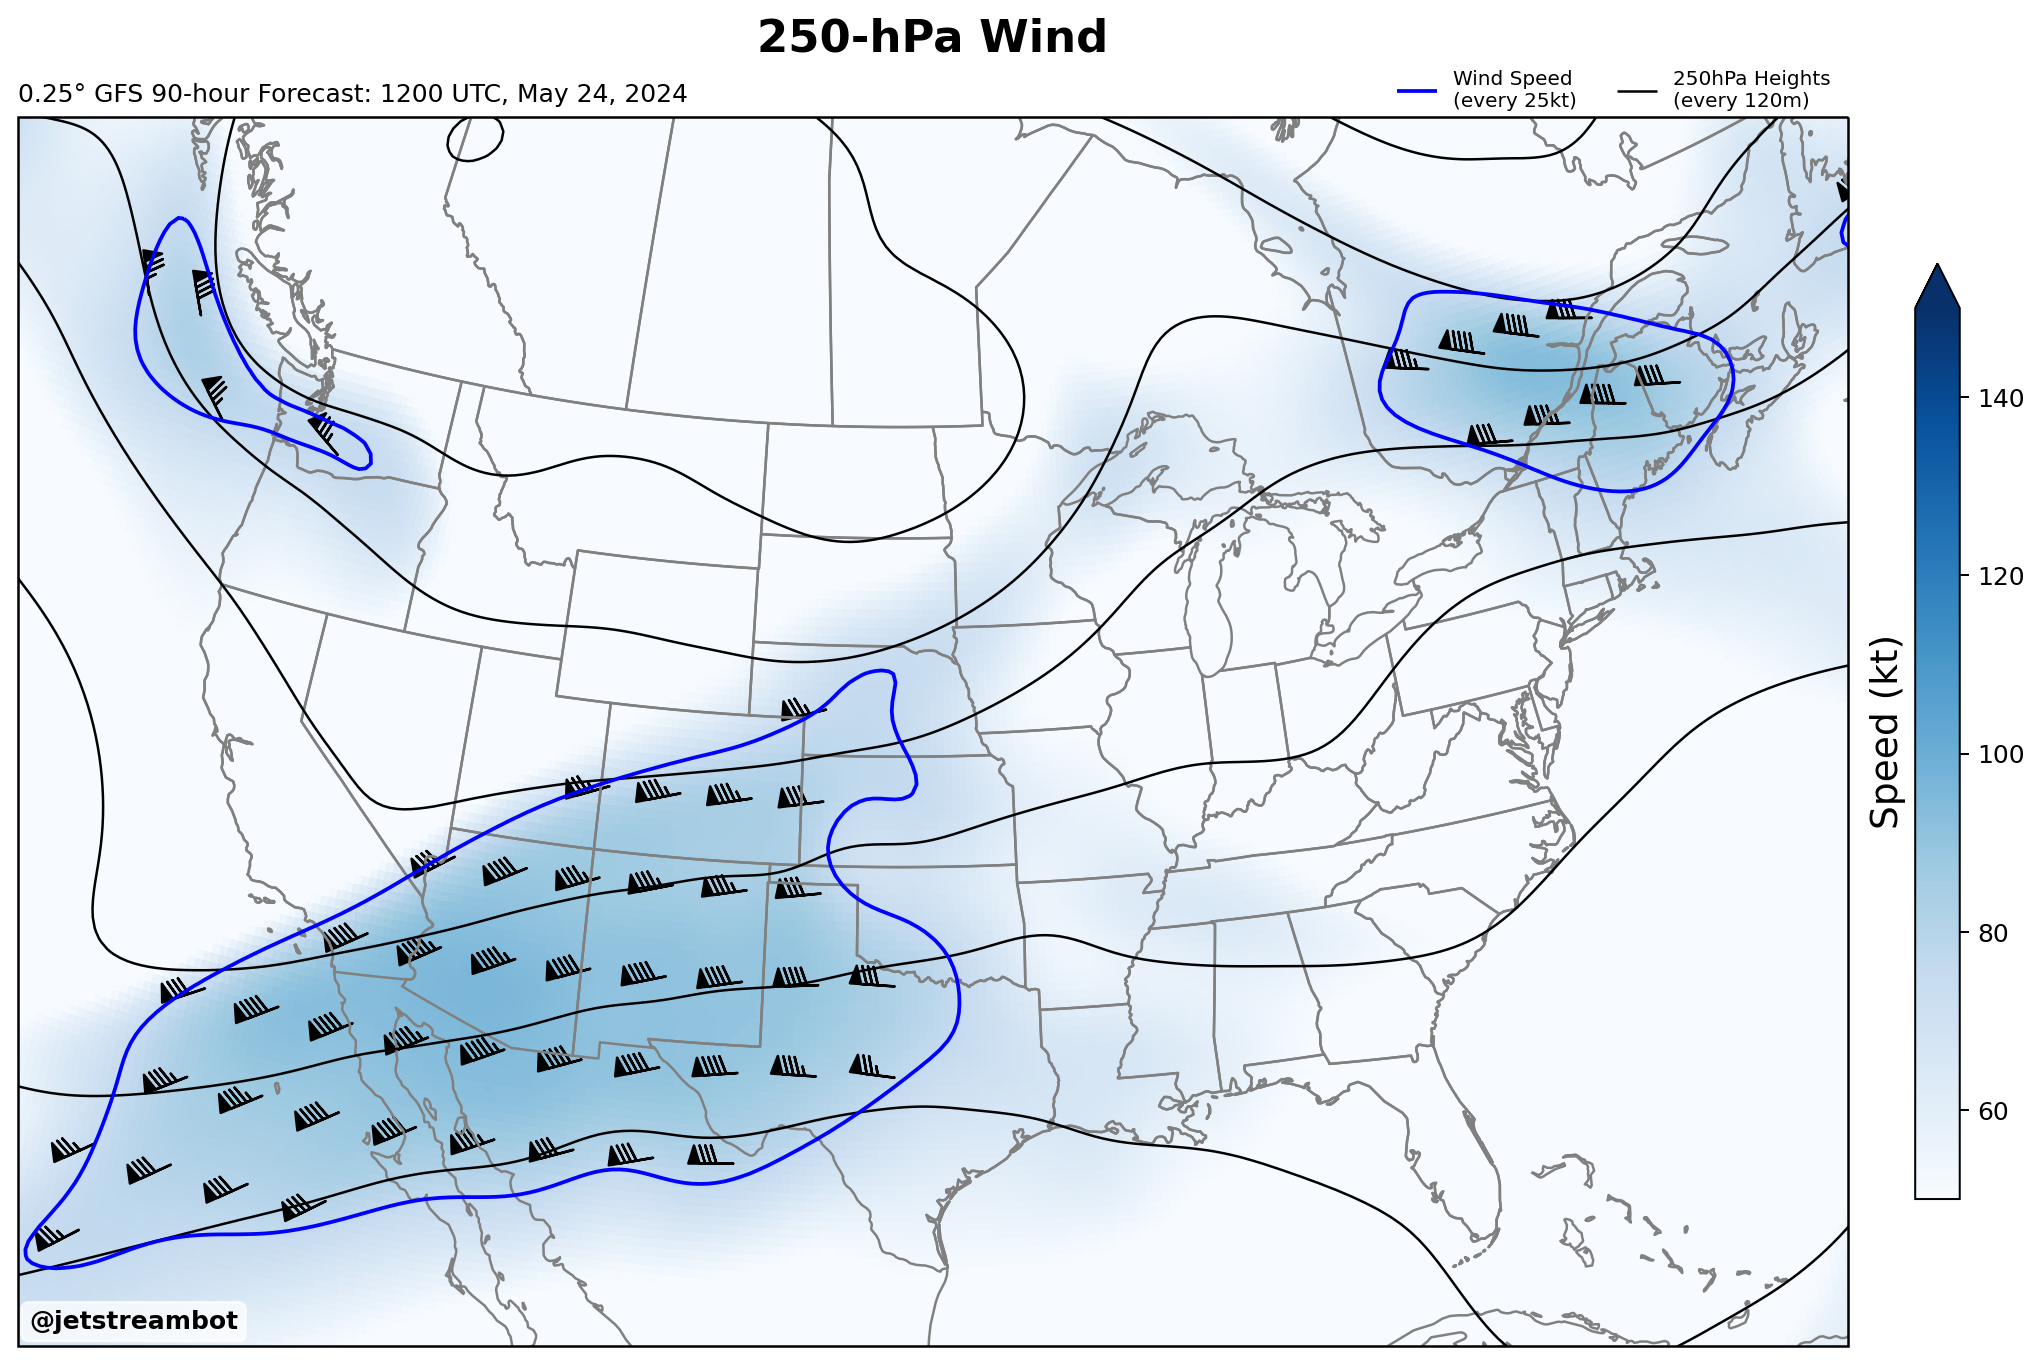 250-hPa Wind
0.25° GFS 90-hour Forecast: 1200 UTC, May 24, 2024
Wind Speed
(every 25kt)
250hPa Heights
(every 120m)
140
120
100
80
60
Speed (kt)
@jetstreambot